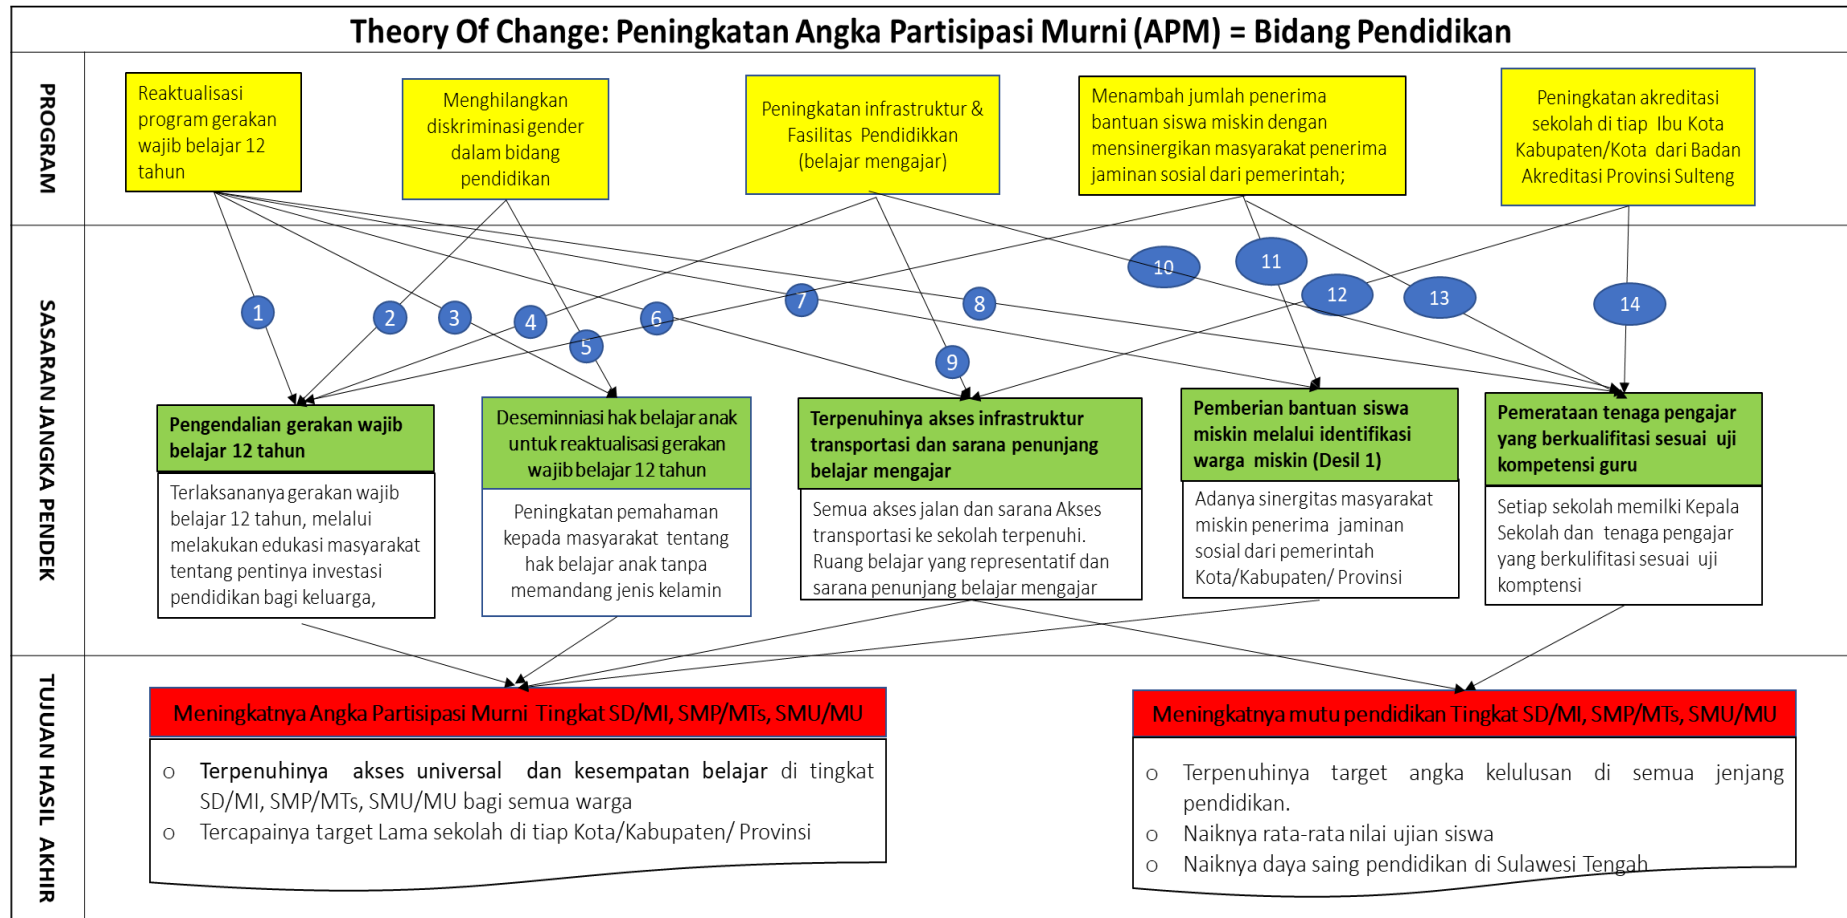 Theory Of Change: Peningkatan Angka Partisipasi Murni (APM) = Bidang Pendidikan
PROGRAM
Reaktualisasi
program gerakan
wajib belajar 12
tahun
Menghilangkan
diskriminasi gender
dalam bidang
pendidikan
Peningkatan infrastruktur &
Fasilitas Pendidikkan
(belajar mengajar)
Menambah jumlah penerima
bantuan siswa miskin dengan
mensinergikan masyarakat penerima
jaminan sosial dari pemerintah;
Peningkatan akreditasi
sekolah di tiap Ibu Kota
Kabupaten/Kota dari Badan
Akreditasi Provinsi Sulteng
SASARAN JANGKA PENDEK
1
2
3
4
5
6
7
8
9
10
11
12
13
14
Pengendalian gerakan wajib
belajar 12 tahun
Terlaksananya gerakan wajib
belajar 12 tahun, melalui
melakukan edukasi masyarakat
tentang pentinya investasi
pendidikan bagi keluarga,
Deseminniasi hak belajar anak
untuk reaktualisasi gerakan
wajib belajar 12 tahun
Peningkatan pemahaman
kepada masyarakat tentang
hak belajar anak tanpa
memandang jenis kelamin
Terpenuhinya akses infrastruktur
transportasi dan sarana penunjang
belajar mengajar
Semua akses jalan dan sarana Akses
transportasi ke sekolah terpenuhi.
Ruang belajar yang representatif dan
sarana penunjang belajar mengajar
Pemberian bantuan siswa
miskin melalui identifikasi
warga miskin (Desil 1)
Adanya sinergitas masyarakat
miskin penerima jaminan
sosial dari pemerintah
Kota/Kabupaten/ Provinsi
Pemerataan tenaga pengajar
yang berkualifitasi sesuai uji
kompetensi guru
Setiap sekolah memilki Kepala
Sekolah dan tenaga pengajar
yang berkulifitasi sesuai uji
komptensi
TUJUAN HASIL AKHIR
Meningkatnya Angka Partisipasi Murni Tingkat SD/MI, SMP/MTs, SMU/MU
o Terpenuhinya akses universal dan kesempatan belajar di tingkat
SD/MI, SMP/MTs, SMU/MU bagi semua warga
o Tercapainya target Lama sekolah di tiap Kota/Kabupaten/ Provinsi
Meningkatnya mutu pendidikan Tingkat SD/MI, SMP/MTs, SMU/MU
o Terpenuhinya target angka kelulusan di semua jenjang
pendidikan.
o Naiknya rata-rata nilai ujian siswa
o Naiknya daya saing pendidikan di Sulawesi Tengah